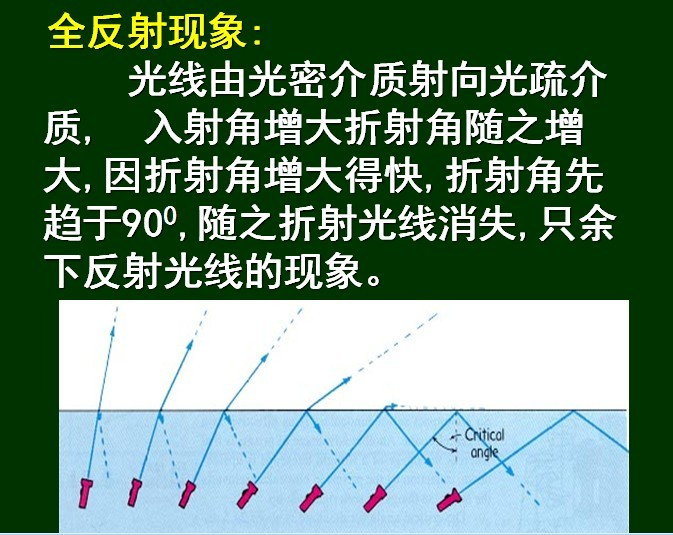 全反射现象:
光线由光密介质射向光疏介
质, 入射角增大折射角随之增
大,因折射角增大得快,折射角先
趋于90⁰,随之折射光线消失,只余
下反射光线的现象。
Critical
angle